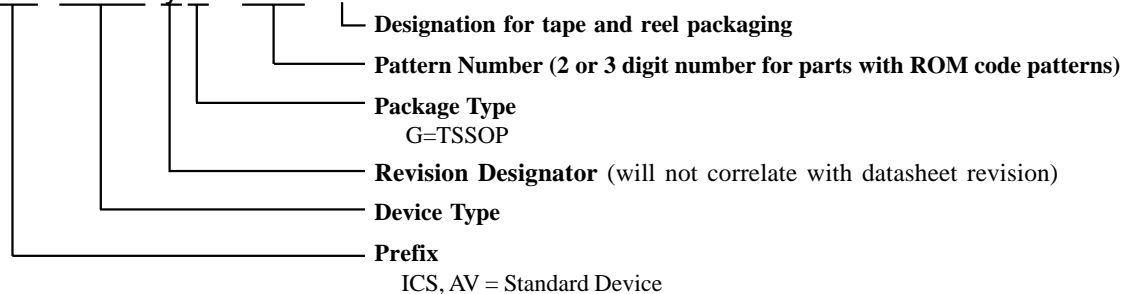 Designation for tape and reel packaging
Pattern Number (2 or 3 digit number for parts with ROM code patterns)
Package Type
G=TSSOP
Revision Designator (will not correlate with datasheet revision)
Device Type
Prefix
ICS, AV = Standard Device